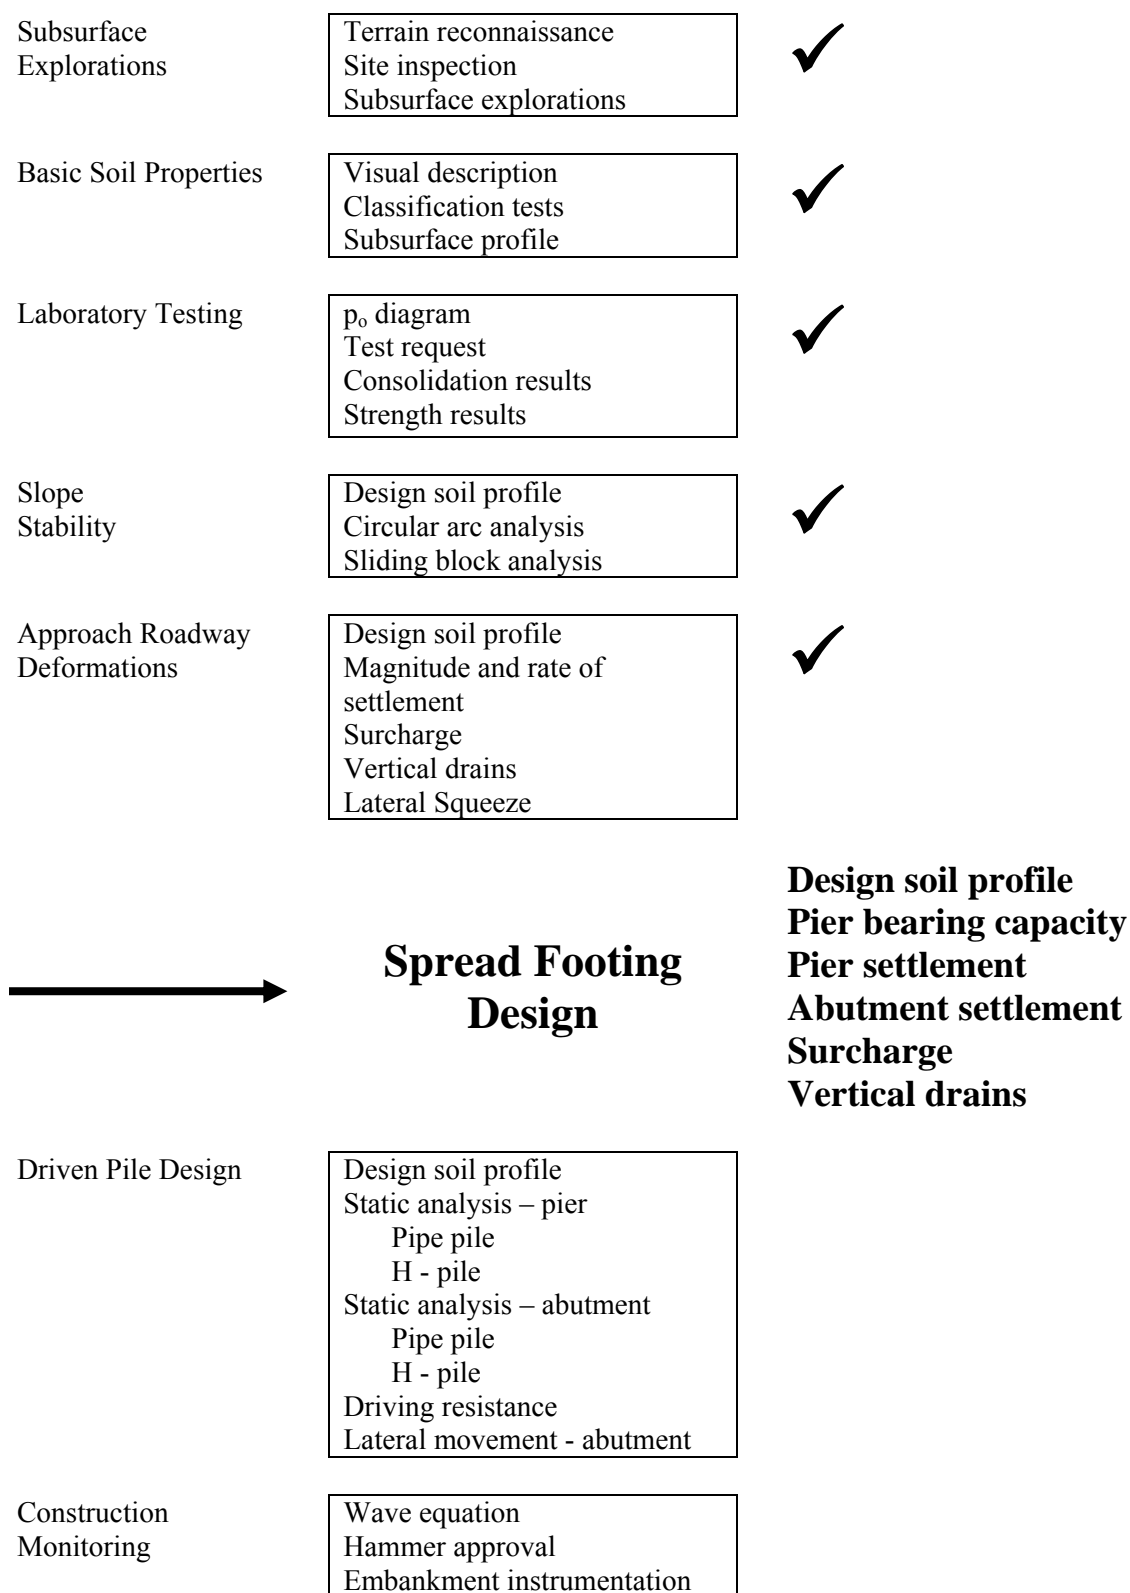 Subsurface
Explorations
Terrain reconnaissance
Site inspection
Subsurface explorations
Basic Soil Properties
Visual description
Classification tests
Subsurface profile
Laboratory Testing
pₒ diagram
Test request
Consolidation results
Strength results
Slope
Stability
Design soil profile
Circular arc analysis
Sliding block analysis
Approach Roadway
Deformations
Design soil profile
Magnitude and rate of
settlement
Surcharge
Vertical drains
Lateral Squeeze
Spread Footing
Design
Design soil profile
Pier bearing capacity
Pier settlement
Abutment settlement
Surcharge
Vertical drains
Driven Pile Design
Design soil profile
Static analysis – pier
Pipe pile
H - pile
Static analysis – abutment
Pipe pile
H - pile
Driving resistance
Lateral movement - abutment
Construction
Monitoring
Wave equation
Hammer approval
Embankment instrumentation